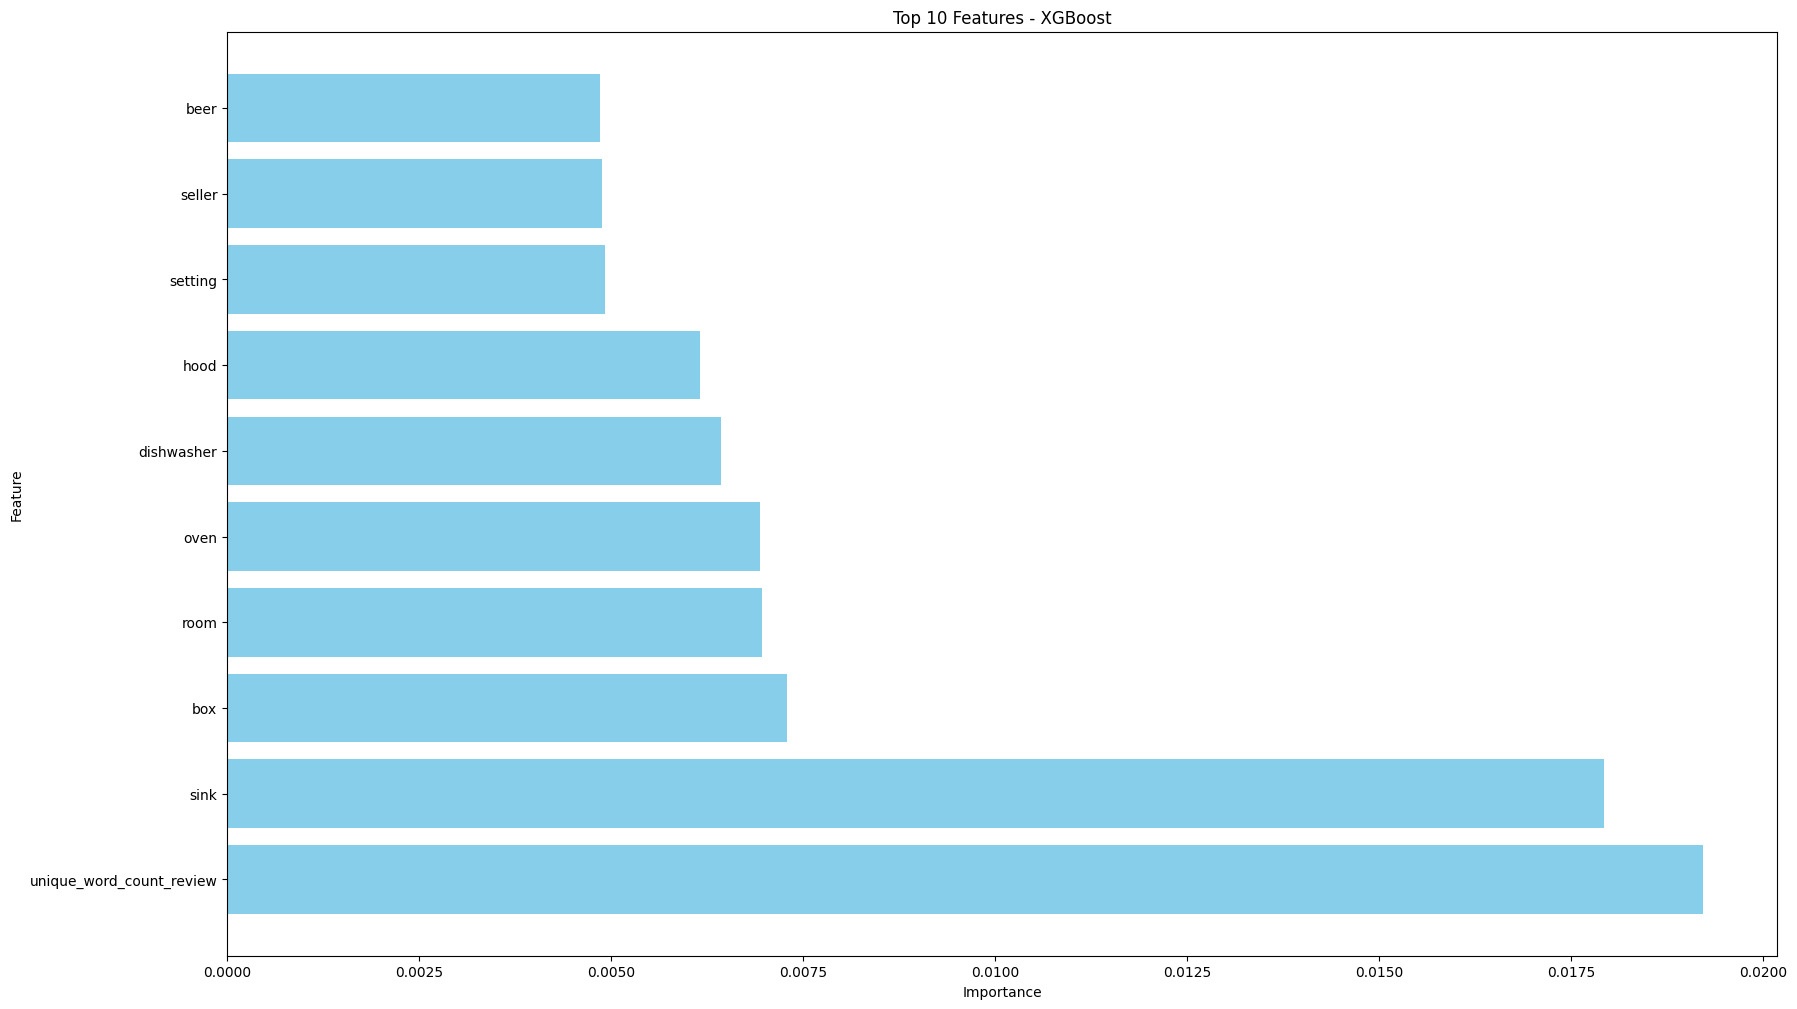 Top 10 Features - XGBoost
Feature
beer
seller
setting
hood
dishwasher
oven
room
box
sink
unique_word_count_review
0.0000 0.0025 0.0050 0.0075 0.0100 0.0125 0.0150 0.0175 0.0200
Importance